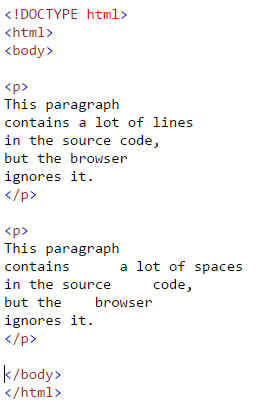 <!DOCTYPE html>
<html>
<body>

<p>
This paragraph
contains a lot of lines
in the source code,
but the browser
ignores it.
</p>

<p>
This paragraph
contains      a lot of spaces
in the source     code,
but the    browser
ignores it.
</p>

</body>
</html>